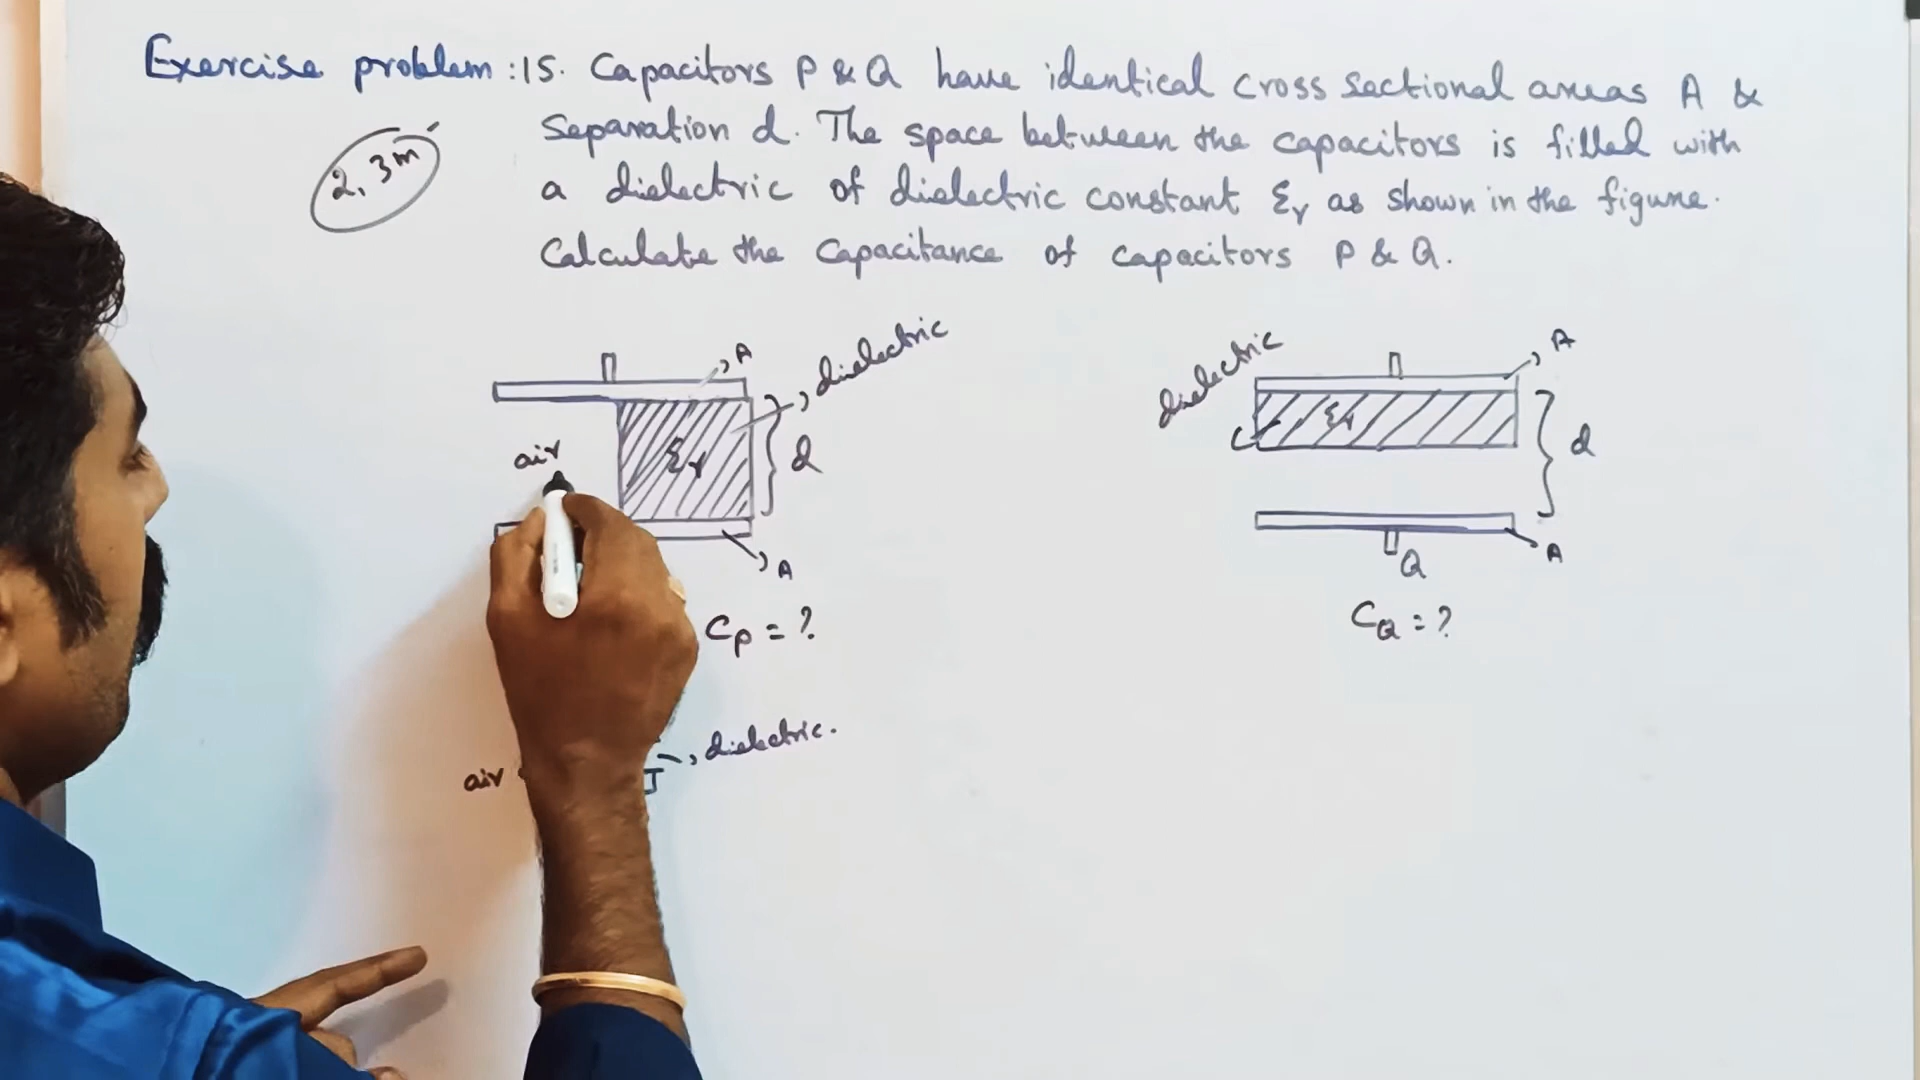 Exercise problem :15. Capacitors P & Q have identical cross sectional areas A &
2, 3m
Separation d. The space between the capacitors is filled with
a dielectric of dielectric constant εr as shown in the figure.
Calculate the capacitance of capacitors P & Q.
A
dielectric
air
εr
d
A
Cp = ?
air
dielectric.
dielectric
A
εr
d
Q
A
CQ = ?